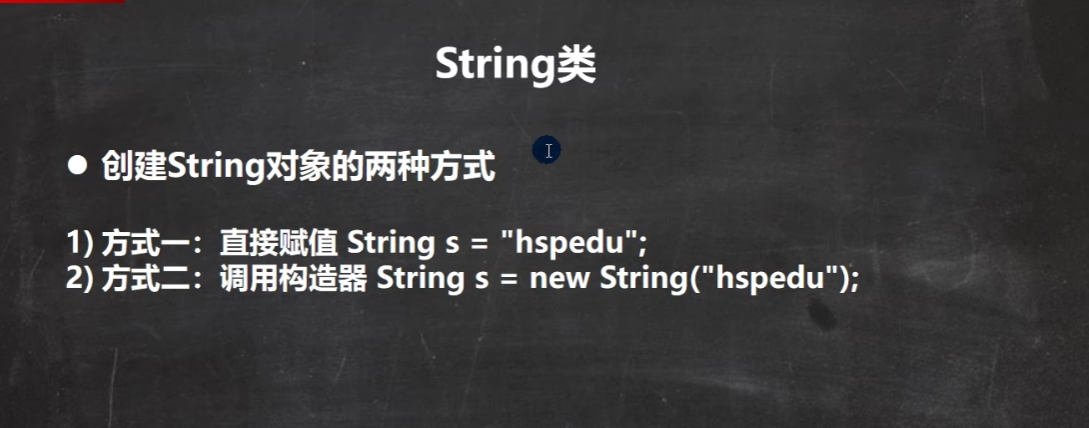 String类
● 创建String对象的两种方式
1) 方式一：直接赋值 String s = "hspedu";
2) 方式二：调用构造器 String s = new String("hspedu");